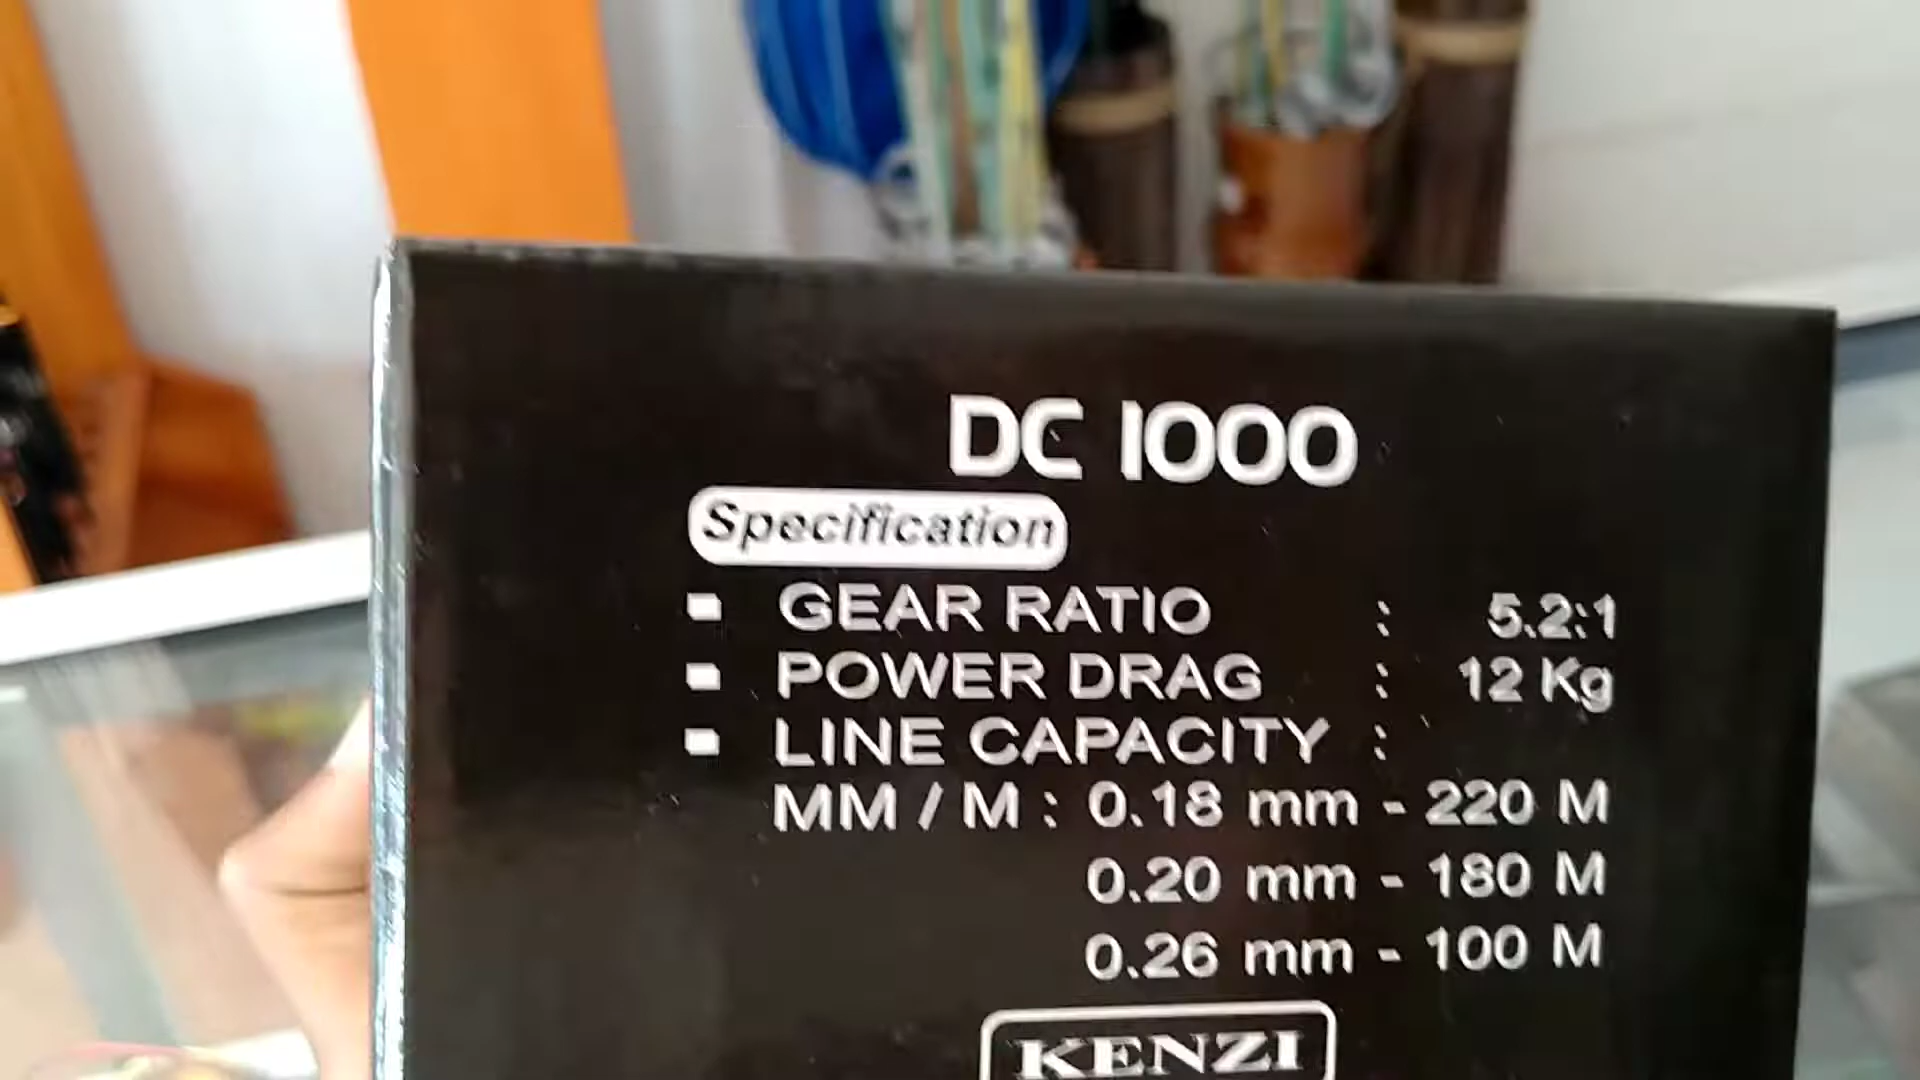 DC 1000
Specification
GEAR RATIO : 5.2:1
POWER DRAG : 12 Kg
LINE CAPACITY :
MM / M : 0.18 mm - 220 M
0.20 mm - 180 M
0.26 mm - 100 M
KENZI